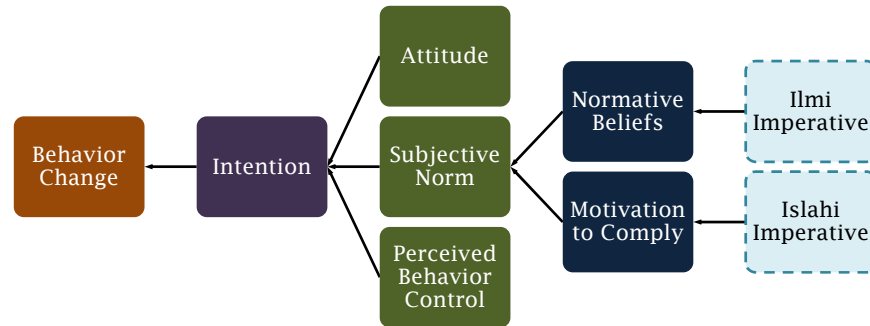 Behavior
Change
Intention
Attitude
Subjective
Norm
Perceived
Behavior
Control
Normative
Beliefs
Motivation
to Comply
Ilmi
Imperative
Islahi
Imperative